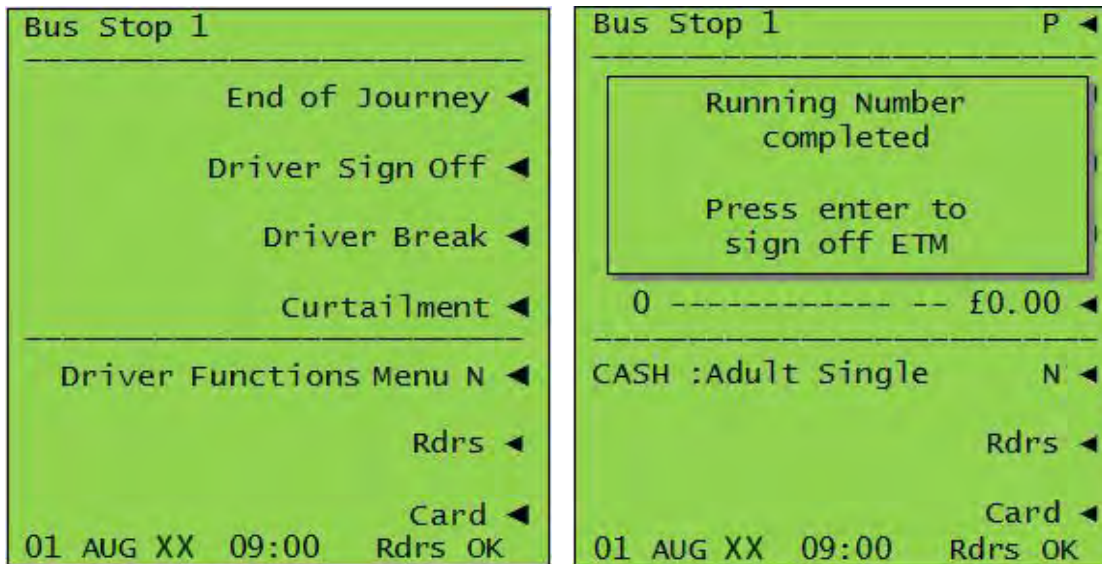 Bus Stop 1
End of Journey
Driver Sign Off
Driver Break
Curtailment
Driver Functions Menu N
Rdrs
Card
01 AUG XX 09:00 Rdrs OK
Bus Stop 1 P
Running Number
completed
Press enter to
sign off ETM
0 ------------ -- £0.00
CASH :Adult Single N
Rdrs
Card
01 AUG XX 09:00 Rdrs OK